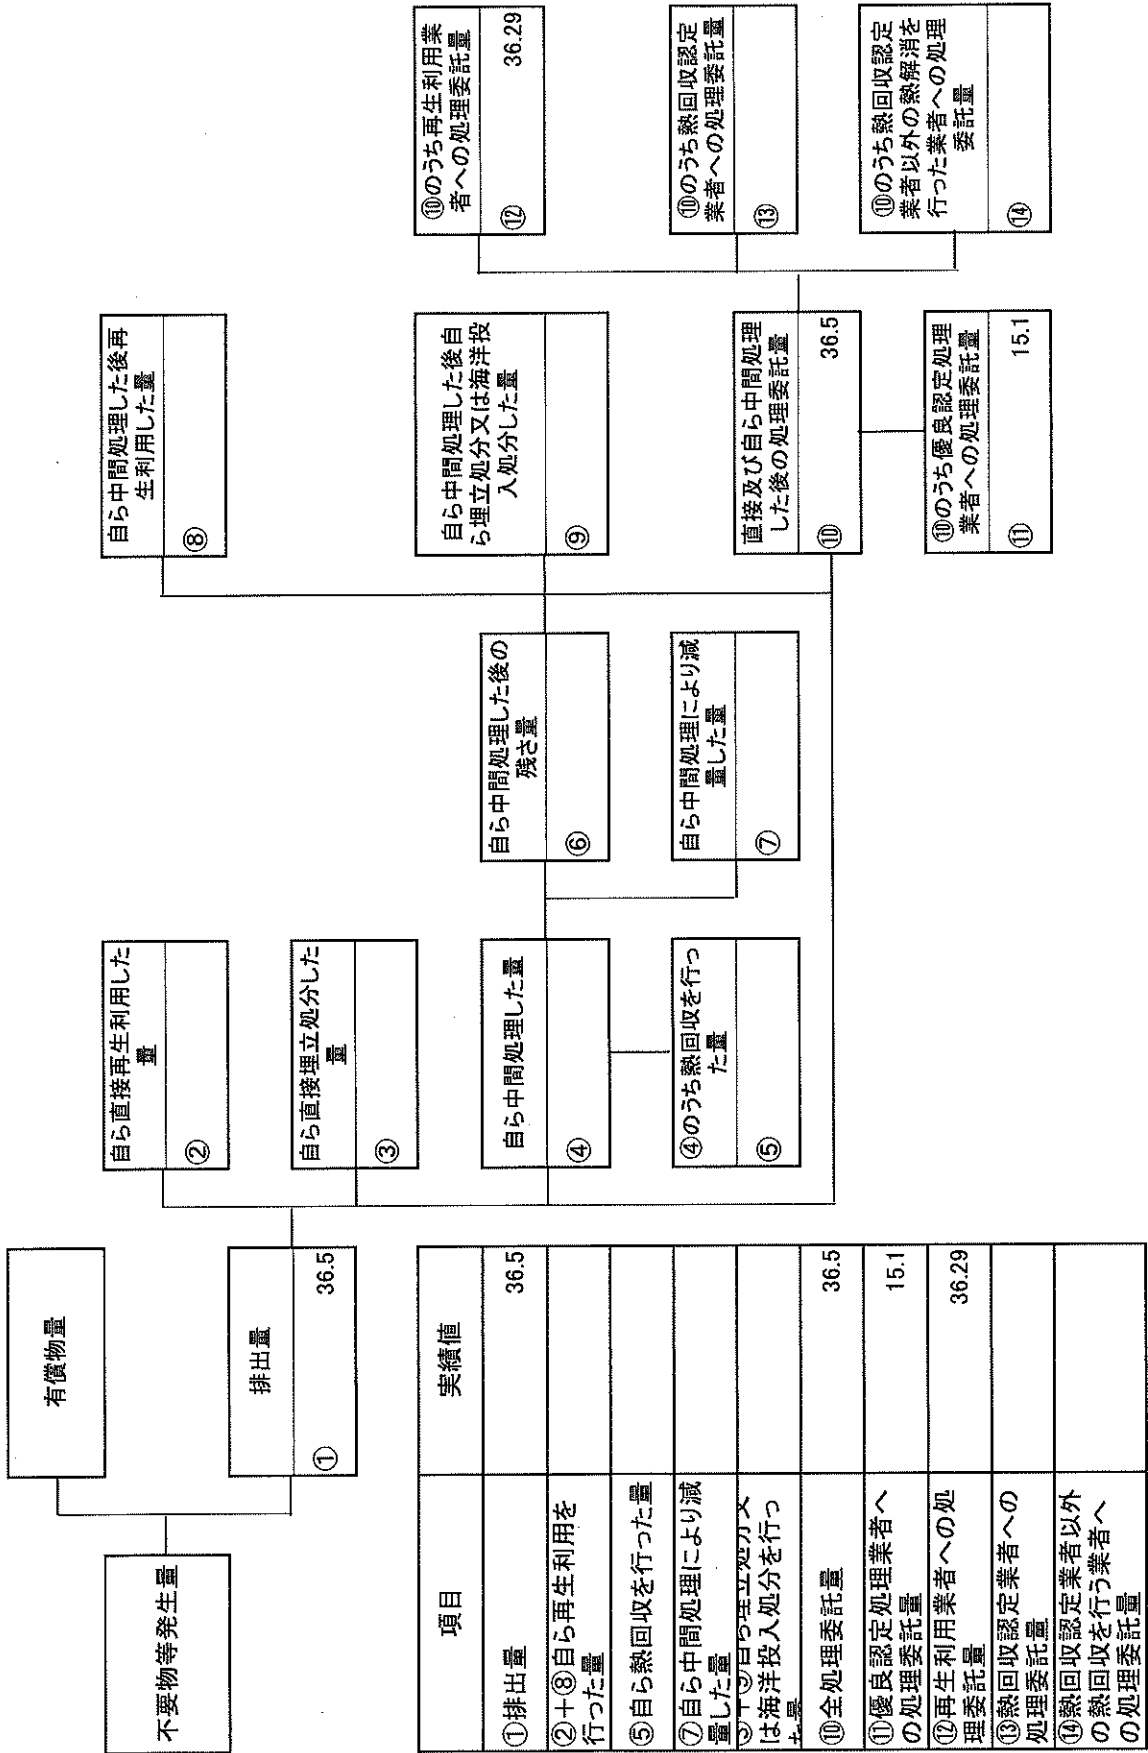 不要物等発生量
有償物量
排出量
① 36.5
自ら直接再生利用した
量
②
自ら直接埋立処分した
量
③
自ら中間処理した量
④
④のうち熱回収を行っ
た量
⑤
自ら中間処理した後の
残さ量
⑥
自ら中間処理により減
量した量
⑦
自ら中間処理した後再
生利用した量
⑧
自ら中間処理した後自
ら埋立処分又は海洋投
入処分した量
⑨
直接及び自ら中間処理
した後の処理委託量
⑩ 36.5
⑩のうち優良認定処理
業者への処理委託量
⑪ 15.1
⑩のうち再生利用業
者への処理委託量
⑫ 36.29
⑩のうち熱回収認定
業者への処理委託量
⑬
⑩のうち熱回収認定
業者以外の熱解消を
行った業者への処理
委託量
⑭
項目 実績値
①排出量 36.5
②+⑧自ら再生利用を
行った量
⑤自ら熱回収を行った量
⑦自ら中間処理により減
量した量
③+⑨自ら埋立処分又
は海洋投入処分を行っ
た量
⑩全処理委託量 36.5
⑪優良認定処理業者へ
の処理委託量 15.1
⑫再生利用業者への処
理委託量 36.29
⑬熱回収認定業者への
処理委託量
⑭熱回収認定業者以外
の熱回収を行う業者へ
の処理委託量